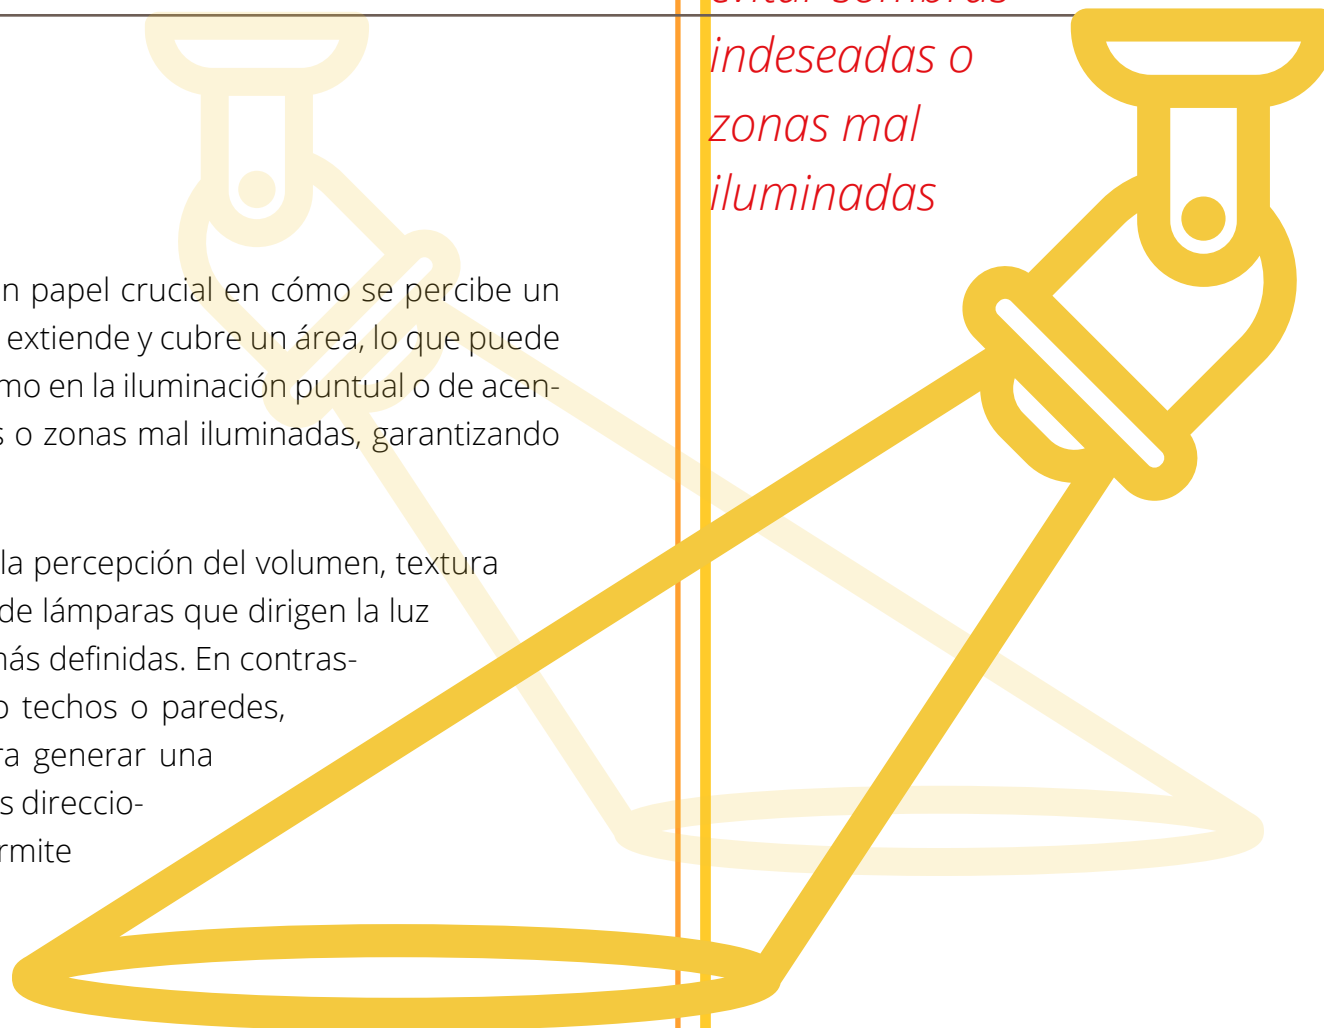 indeseadas o
zonas mal
iluminadas
n papel crucial en cómo se percibe un
extiende y cubre un área, lo que puede
mo en la iluminación puntual o de acen-
s o zonas mal iluminadas, garantizando
la percepción del volumen, textura
de lámparas que dirigen la luz
más definidas. En contras-
o techos o paredes,
ra generar una
s direccio-
rmite